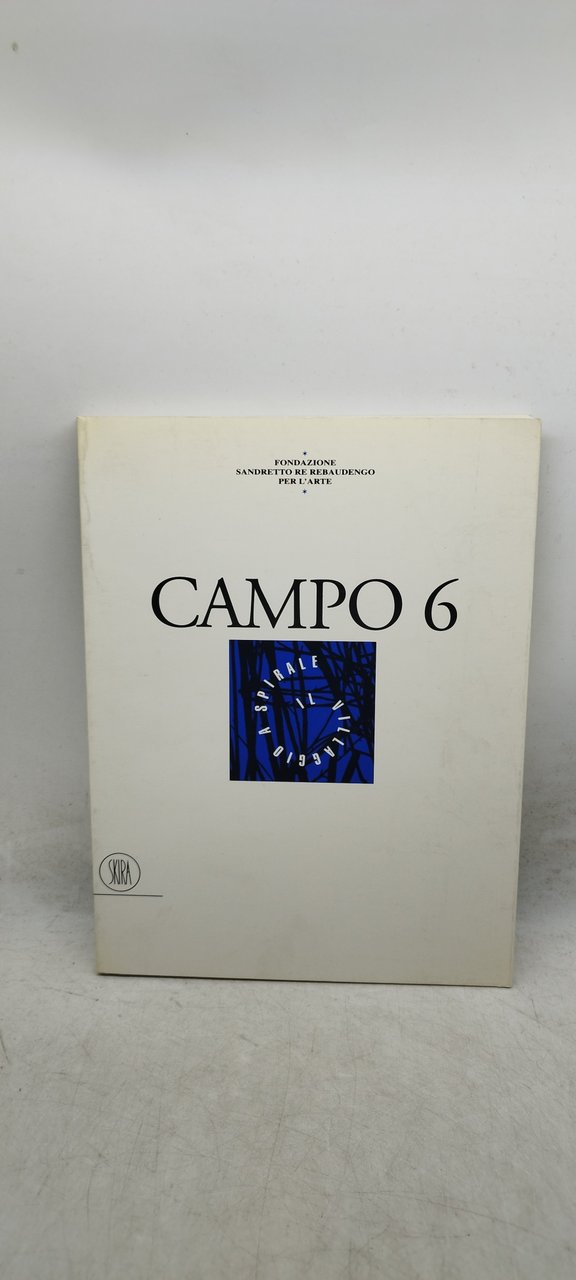 FONDAZIONE
SANDRETTO RE REBAUDENGO
PER L'ARTE
CAMPO 6
IL VILLAGGIO A SPIRALE
SKIRA